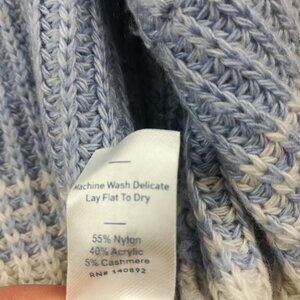 Machine Wash Delicate
Lay Flat To Dry
55% Nylon
40% Acrylic
5% Cashmere
RN# 140892